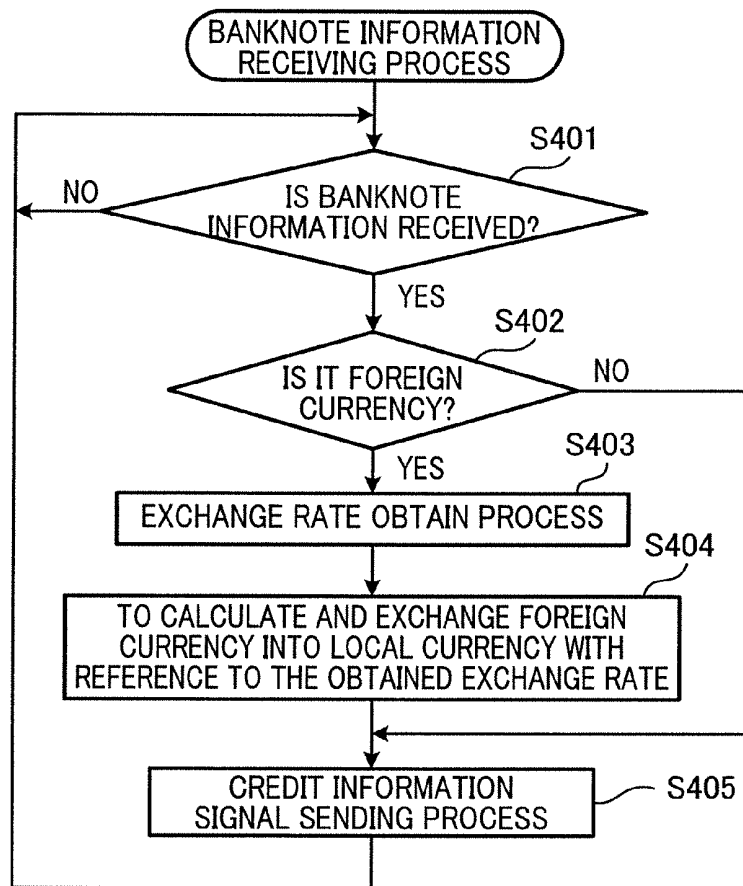 BANKNOTE INFORMATION
RECEIVING PROCESS
S401
NO
IS BANKNOTE
INFORMATION RECEIVED?
YES
S402
IS IT FOREIGN
CURRENCY?
NO
YES
S403
EXCHANGE RATE OBTAIN PROCESS
S404
TO CALCULATE AND EXCHANGE FOREIGN
CURRENCY INTO LOCAL CURRENCY WITH
REFERENCE TO THE OBTAINED EXCHANGE RATE
CREDIT INFORMATION
SIGNAL SENDING PROCESS
S405